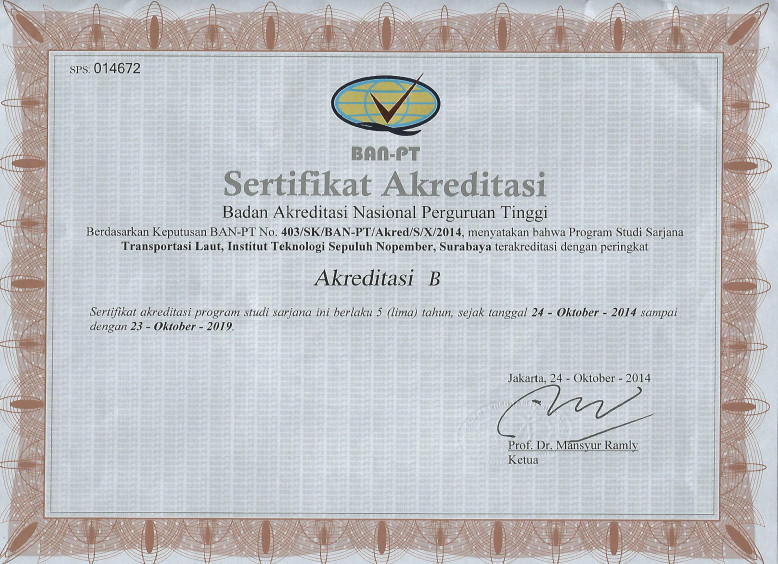 SPS: 014672
BAN-PT
Sertifikat Akreditasi
Badan Akreditasi Nasional Perguruan Tinggi
Berdasarkan Keputusan BAN-PT No. 403/SK/BAN-PT/Akred/S/X/2014, menyatakan bahwa Program Studi Sarjana
Transportasi Laut, Institut Teknologi Sepuluh Nopember, Surabaya terakreditasi dengan peringkat
Akreditasi B
Sertifikat akreditasi program studi sarjana ini berlaku 5 (lima) tahun, sejak tanggal 24 - Oktober - 2014 sampai
dengan 23 - Oktober - 2019.
Jakarta, 24 - Oktober - 2014
Prof. Dr. Mansyur Ramly
Ketua